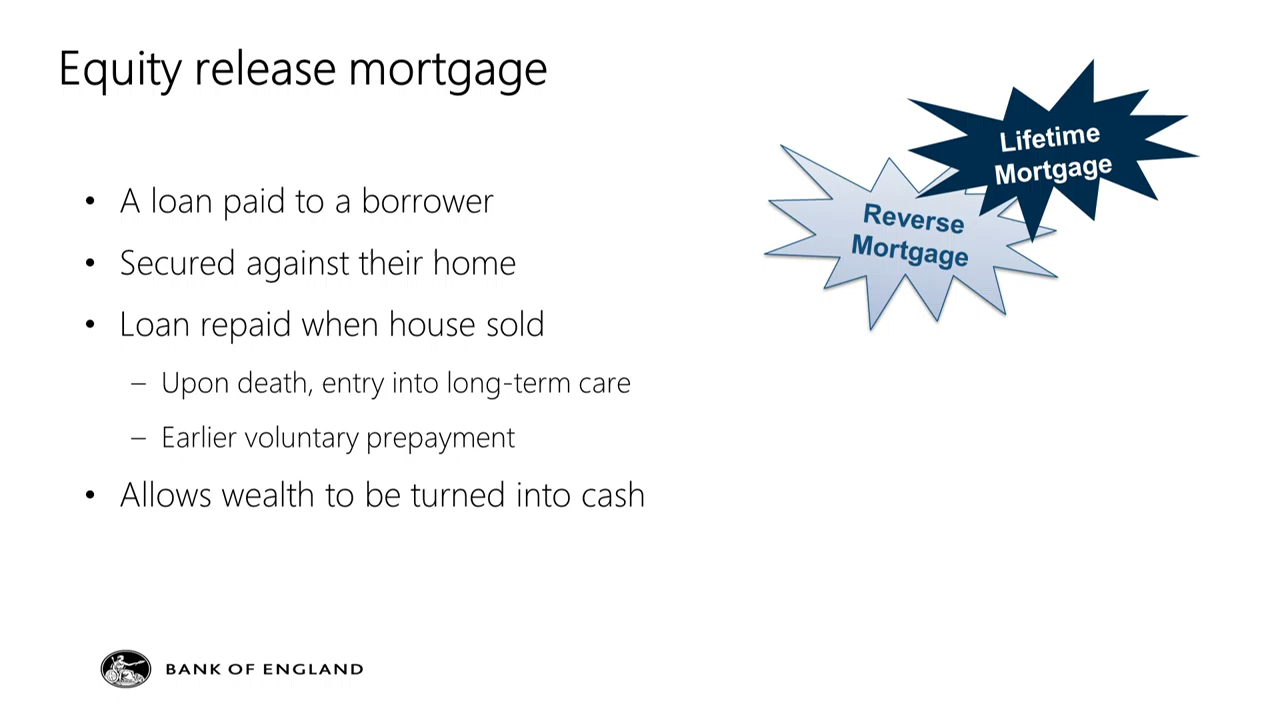 Equity release mortgage
• A loan paid to a borrower
• Secured against their home
• Loan repaid when house sold
– Upon death, entry into long-term care
– Earlier voluntary prepayment
• Allows wealth to be turned into cash
Lifetime
Mortgage
Reverse
Mortgage
BANK OF ENGLAND